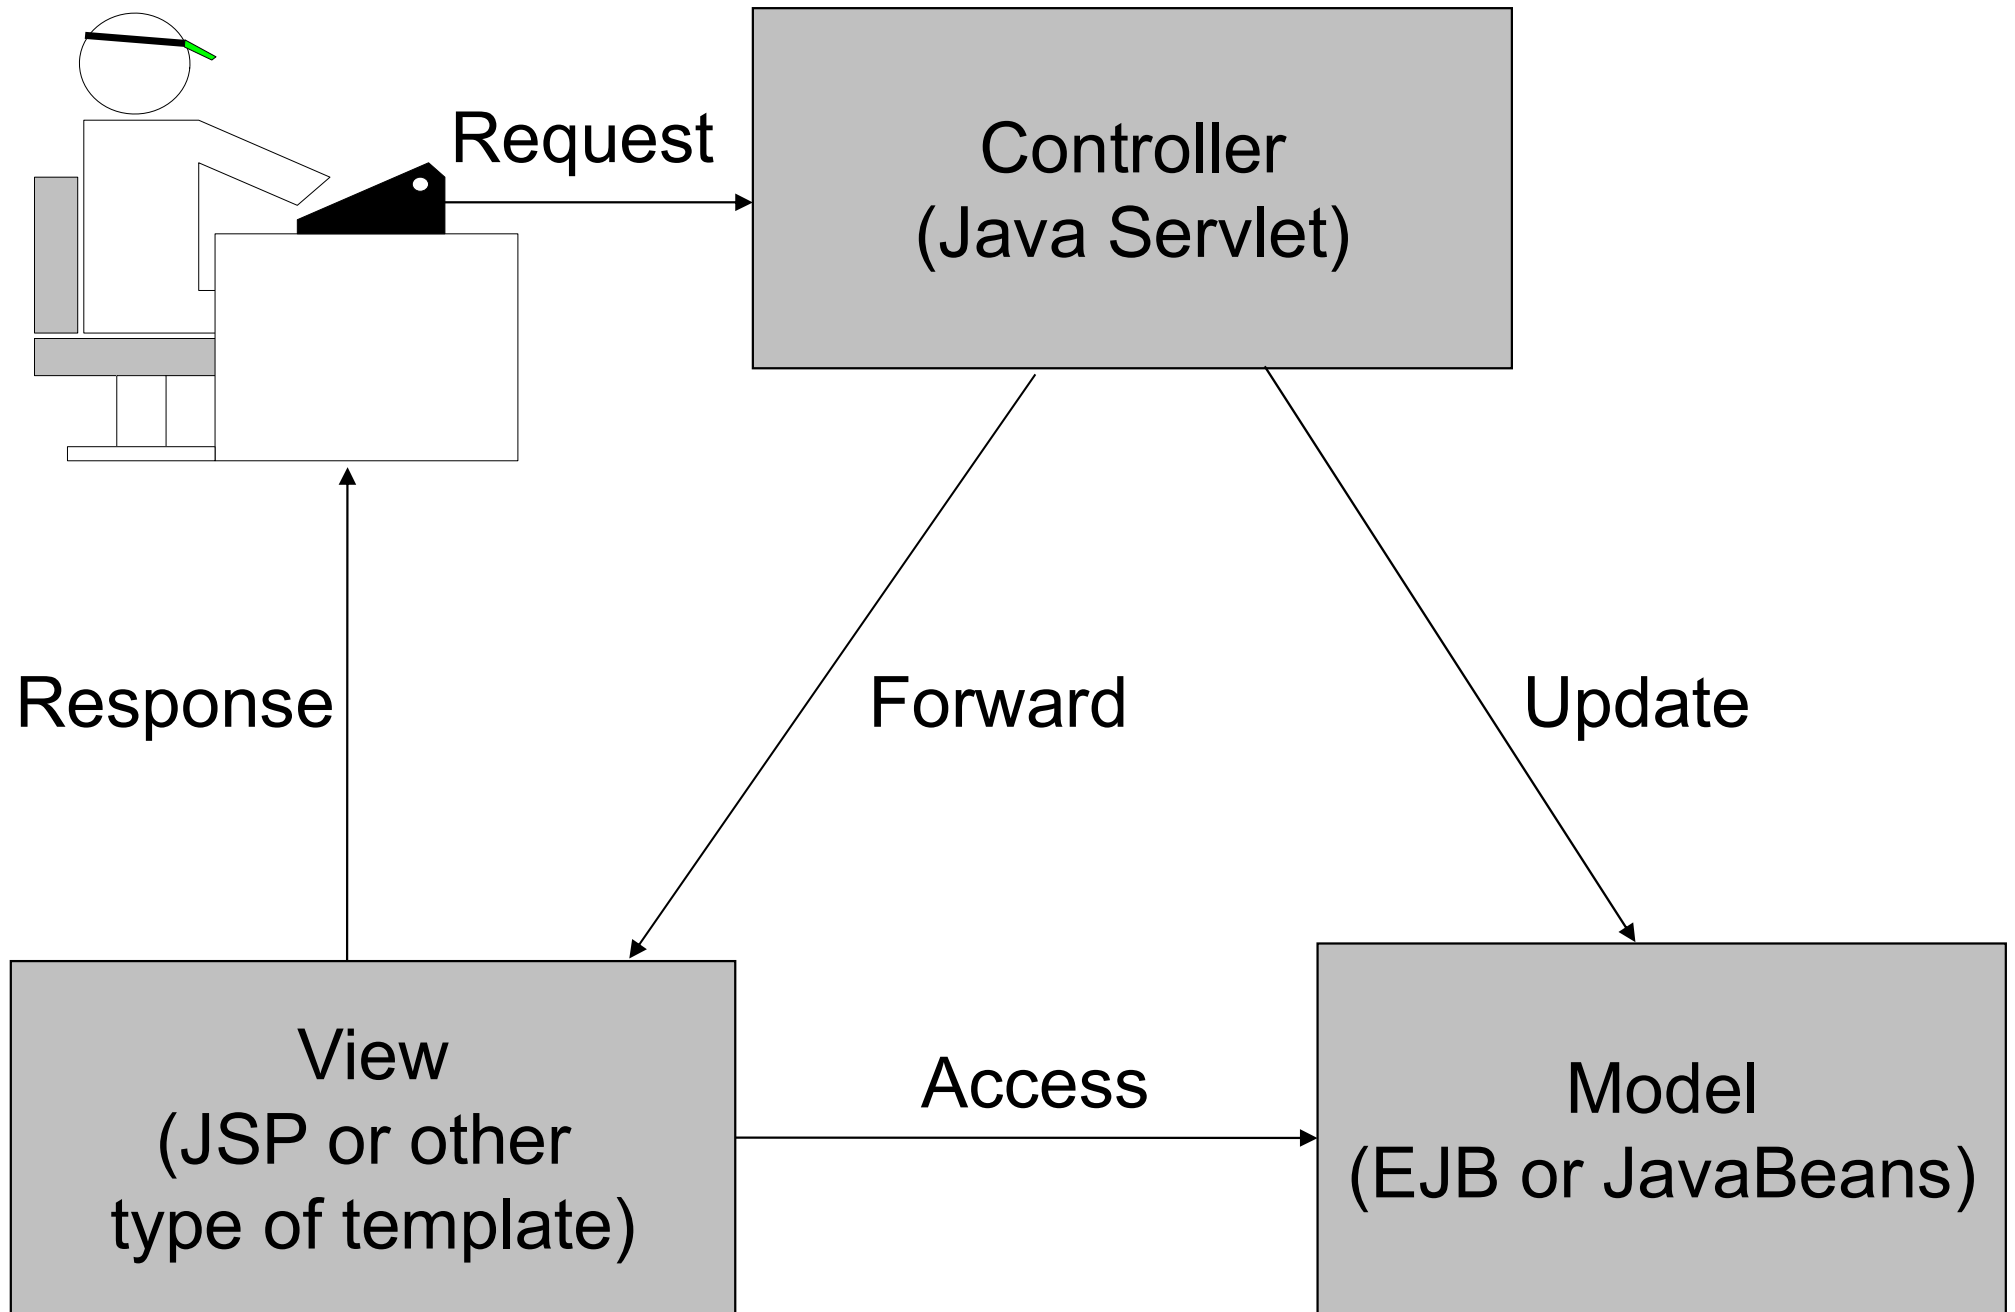 Request
Controller
(Java Servlet)
Response
Forward
Update
View
(JSP or other
type of template)
Access
Model
(EJB or JavaBeans)